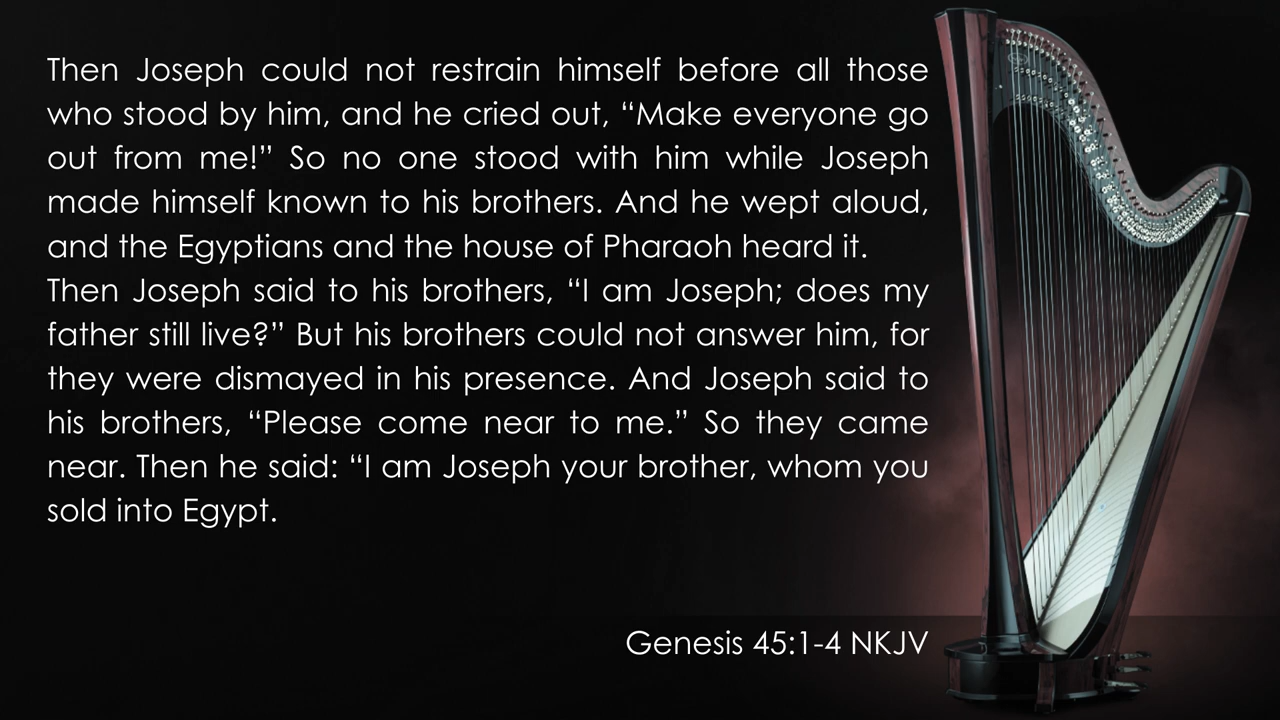 Then Joseph could not restrain himself before all those
who stood by him, and he cried out, “Make everyone go
out from me!” So no one stood with him while Joseph
made himself known to his brothers. And he wept aloud,
and the Egyptians and the house of Pharaoh heard it.
Then Joseph said to his brothers, “I am Joseph; does my
father still live?” But his brothers could not answer him, for
they were dismayed in his presence. And Joseph said to
his brothers, “Please come near to me.” So they came
near. Then he said: “I am Joseph your brother, whom you
sold into Egypt.
Genesis 45:1-4 NKJV